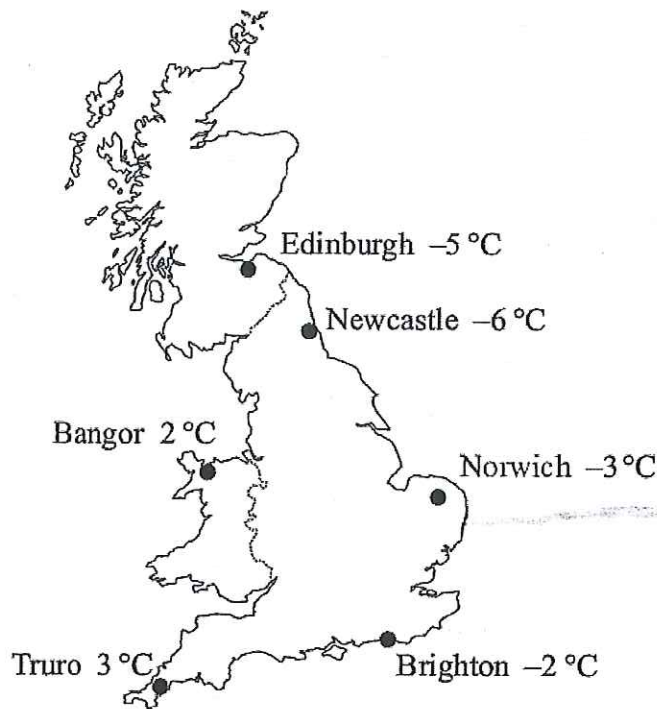 Edinburgh –5 °C
Newcastle –6 °C
Bangor 2 °C
Norwich –3 °C
Truro 3 °C
Brighton –2 °C